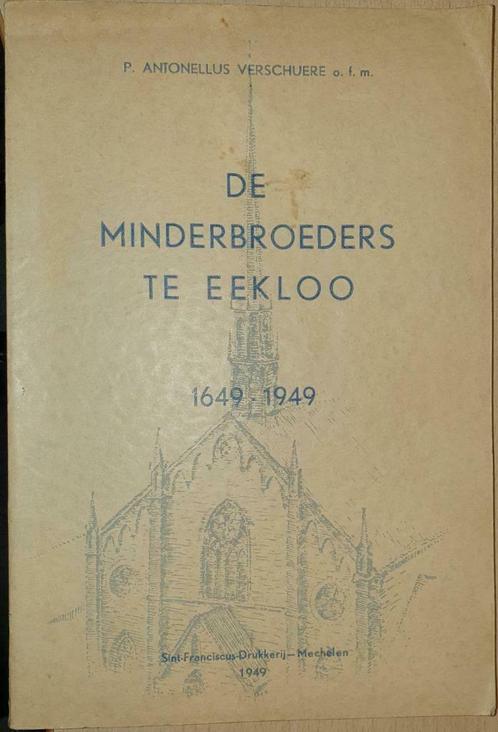 P. ANTONELLUS VERSCHUERE o. f. m.
DE
MINDERBROEDERS
TE EEKLOO
1649 - 1949
Sint-Franciscus-Drukkerij — Mechelen
1949